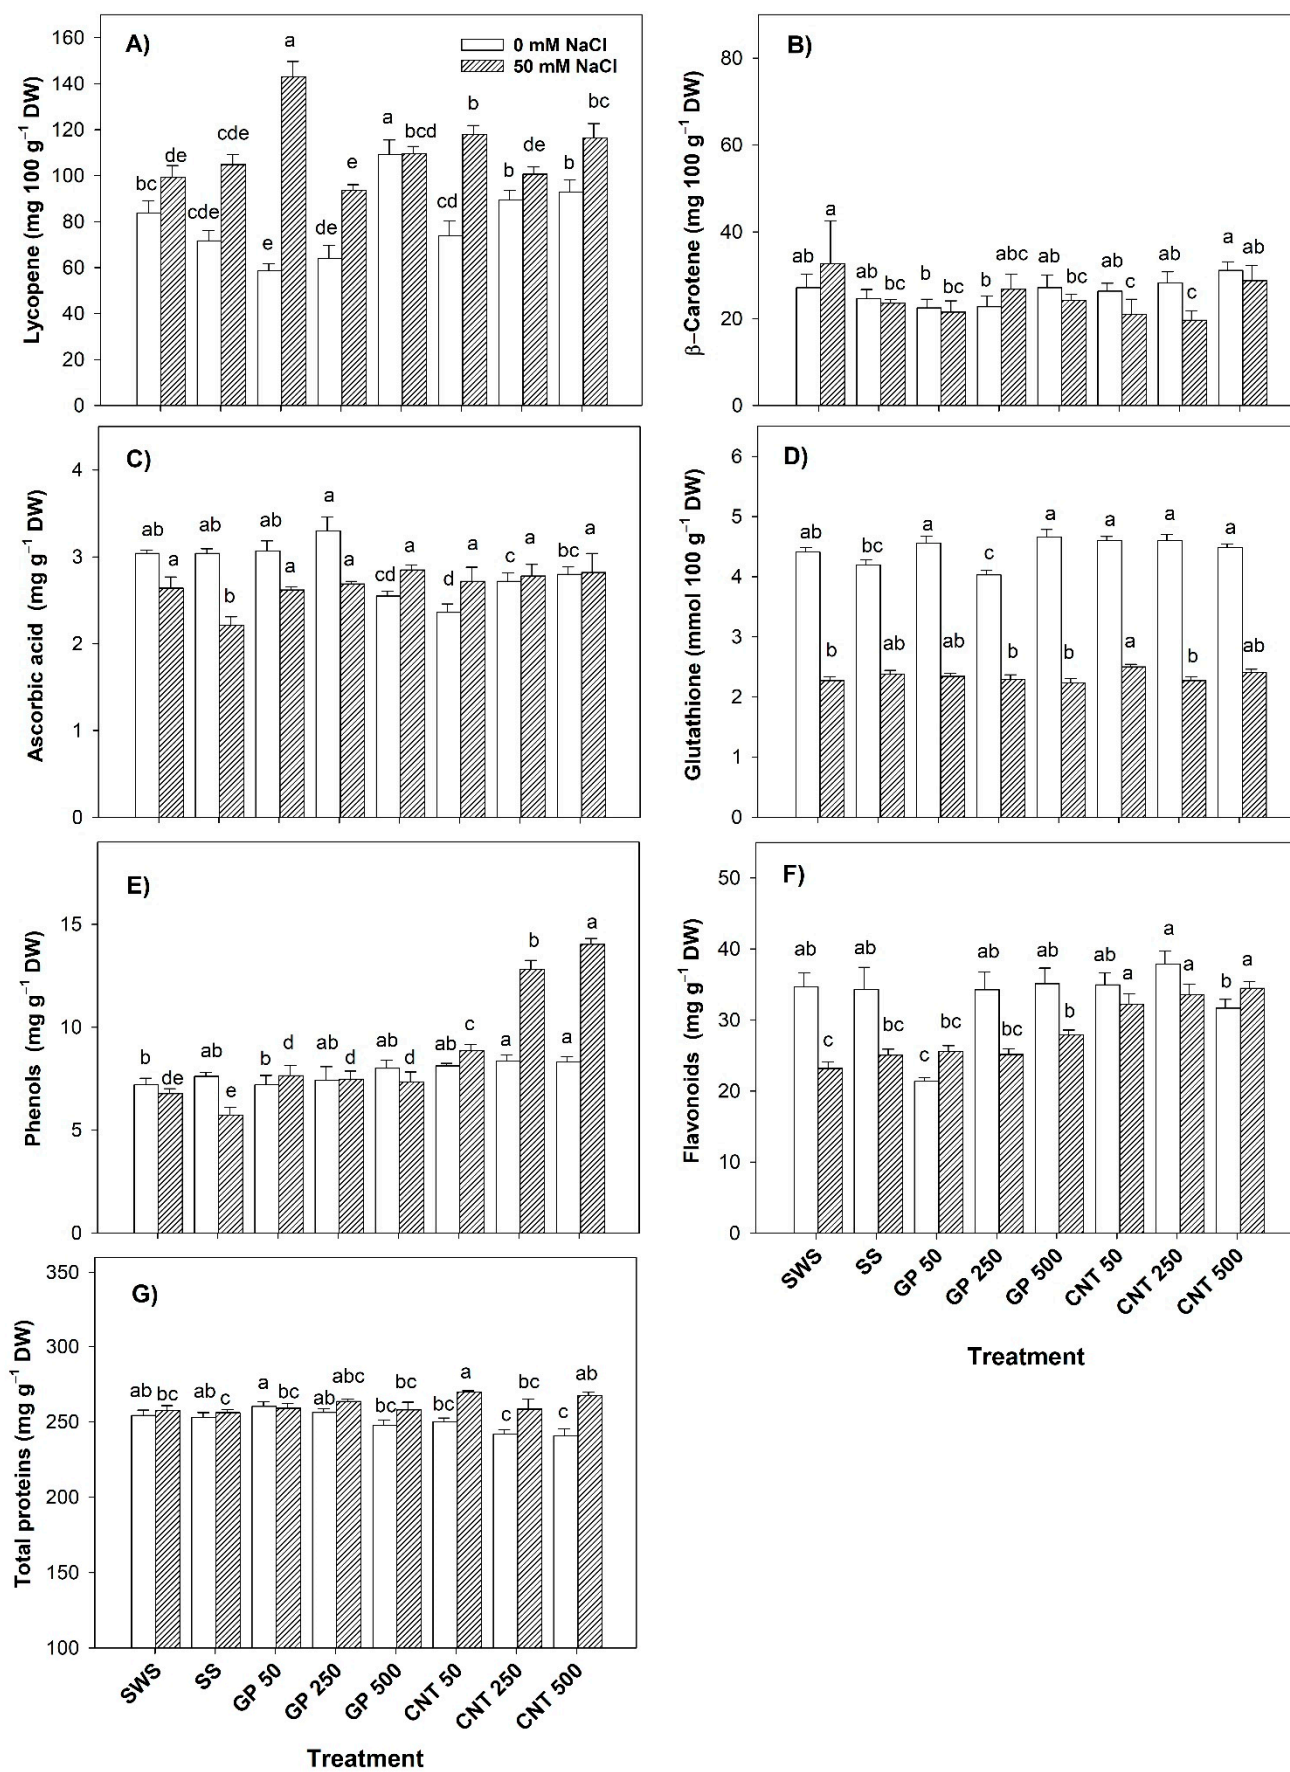 A)
0 mM NaCl
50 mM NaCl
Lycopene (mg 100 g⁻¹ DW)
160
140
120
100
80
60
40
20
0
bc de cde cde e a de e a bcd cd b b de b bc
B)
β–Carotene (mg 100 g⁻¹ DW)
80
60
40
20
0
ab a ab bc b bc b abc ab bc ab c ab c a ab
C)
Ascorbic acid (mg g⁻¹ DW)
4
3
2
1
0
ab a ab b ab a a a cd a d a c a bc a
D)
Glutathione (mmol 100 g⁻¹ DW)
6
5
4
3
2
1
0
ab b bc ab a ab c b a b a a a b a ab
E)
Phenols (mg g⁻¹ DW)
15
10
5
0
b de ab e b d ab d ab d ab c a b a a
F)
Flavonoids (mg g⁻¹ DW)
50
40
30
20
10
0
ab c ab bc c bc ab bc ab b ab a a a b a
SWS
SS
GP 50
GP 250
GP 500
CNT 50
CNT 250
CNT 500
Treatment
G)
Total proteins (mg g⁻¹ DW)
350
300
250
200
150
100
ab bc ab c a bc ab abc bc bc bc a c bc c ab
SWS
SS
GP 50
GP 250
GP 500
CNT 50
CNT 250
CNT 500
Treatment